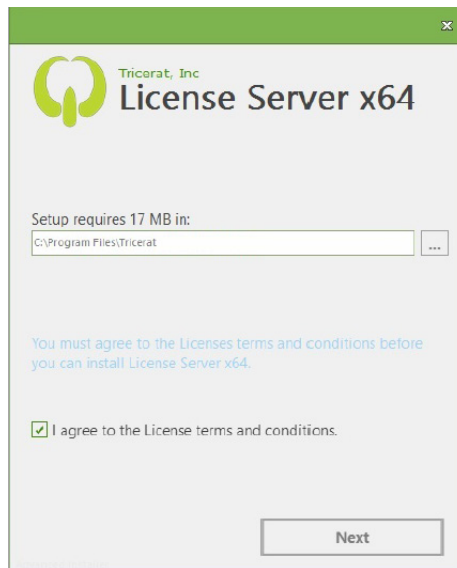 Tricerat, Inc
License Server x64
Setup requires 17 MB in:
C:\Program Files\Tricerat
...
You must agree to the Licenses terms and conditions before
you can install License Server x64.
I agree to the License terms and conditions.
Next